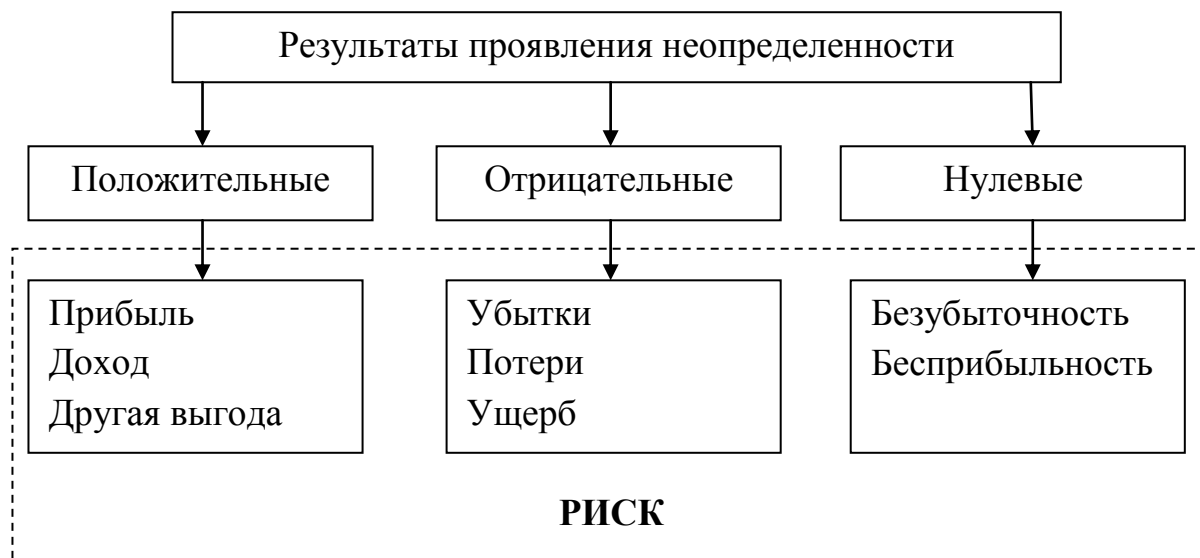 Результаты проявления неопределенности
Положительные
Отрицательные
Нулевые
Прибыль
Доход
Другая выгода
Убытки
Потери
Ущерб
Безубыточность
Бесприбыльность
РИСК